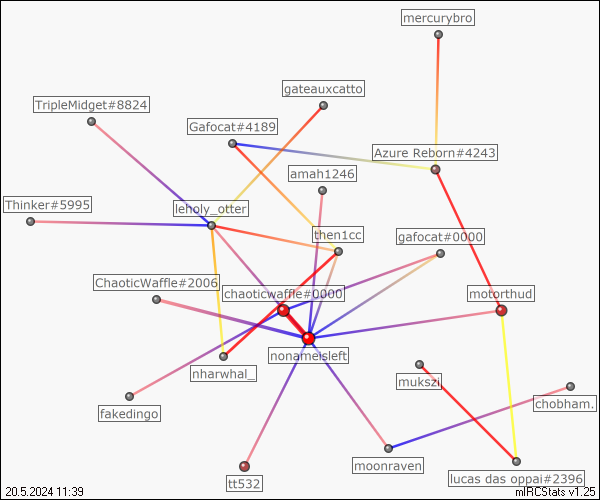 mercurybro
gateauxcatto
TripleMidget#8824
Gafocat#4189
Azure Reborn#4243
amah1246
Thinker#5995
leholy_otter
then1cc
gafocat#0000
ChaoticWaffle#2006
chaoticwaffle#0000
motorthud
nonameisleft
nharwhal_
mukszi
chobham.
fakedingo
moonraven
tt532
lucas das oppai#2396
20.5.2024 11:39
mIRCStats v1.25